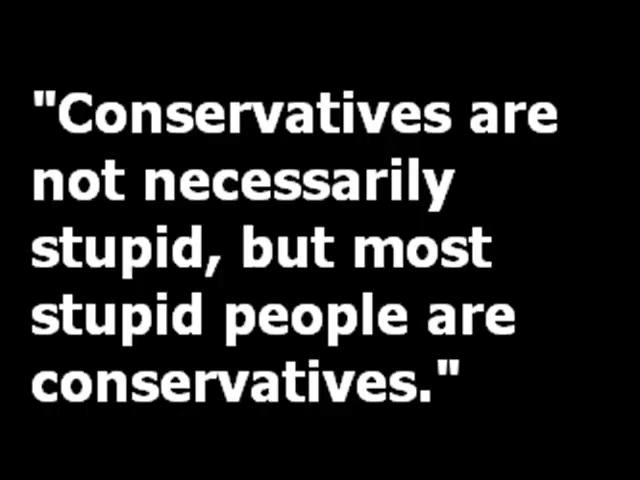 "Conservatives are
not necessarily
stupid, but most
stupid people are
conservatives."